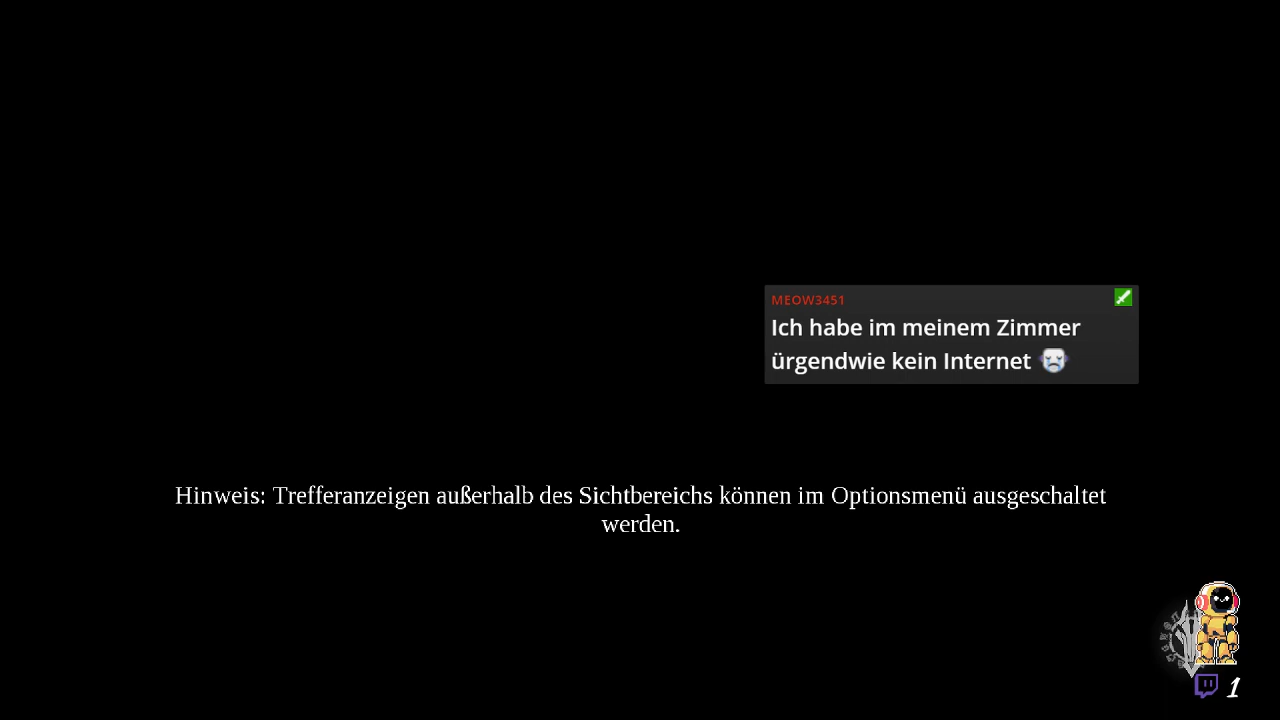 MEOW3451
Ich habe im meinem Zimmer
ürgendwie kein Internet
Hinweis: Trefferanzeigen außerhalb des Sichtbereichs können im Optionsmenü ausgeschaltet
werden.
1